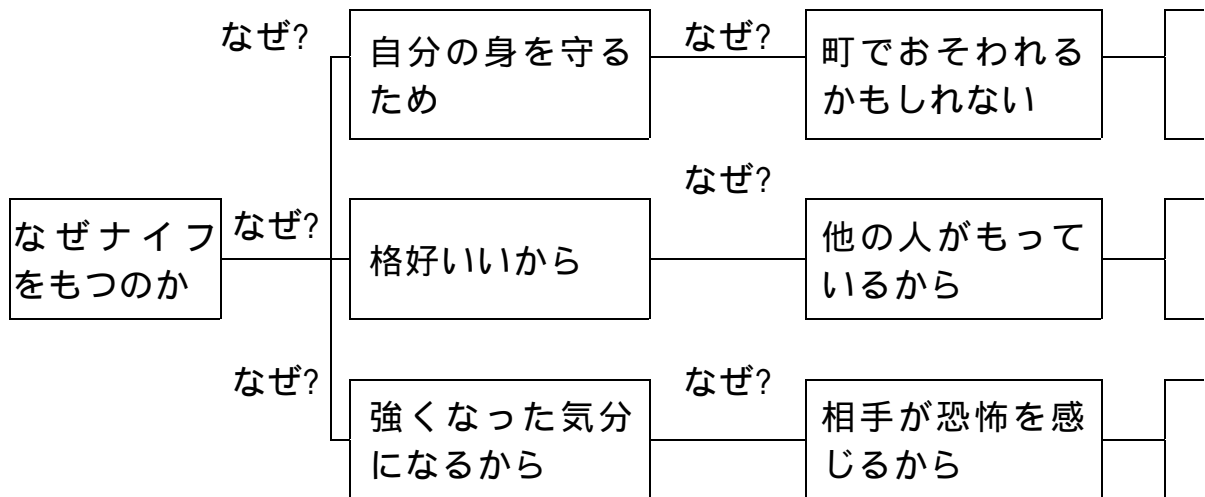 なぜ?
自分の身を守る
ため
なぜ?
町でおそわれる
かもしれない
なぜナイフ
をもつのか
なぜ?
格好いいから
なぜ?
他の人がもって
いるから
なぜ?
強くなった気分
になるから
なぜ?
相手が恐怖を感
じるから